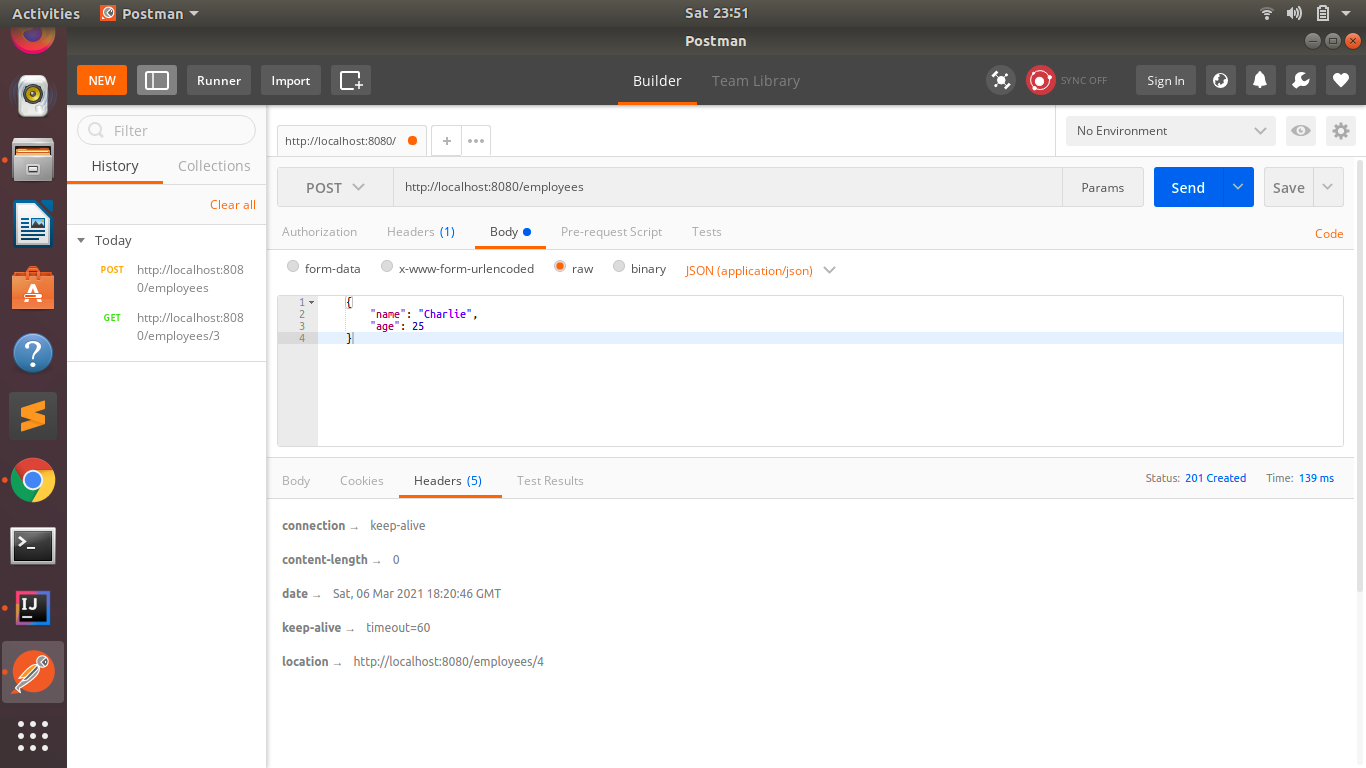 Activities Postman Sat 23:51
Postman
NEW Runner Import Builder Team Library SYNC OFF Sign In
Filter
History Collections
Clear all
Today
POST http://localhost:808
0/employees
GET http://localhost:808
0/employees/3
http://localhost:8080/ + ••• No Environment
POST http://localhost:8080/employees Params Send Save
Authorization Headers (1) Body Pre-request Script Tests Code
form-data x-www-form-urlencoded raw binary JSON (application/json)
1 {
2 "name": "Charlie",
3 "age": 25
4 }
Body Cookies Headers (5) Test Results Status: 201 Created Time: 139 ms
connection → keep-alive
content-length → 0
date → Sat, 06 Mar 2021 18:20:46 GMT
keep-alive → timeout=60
location → http://localhost:8080/employees/4
IJ